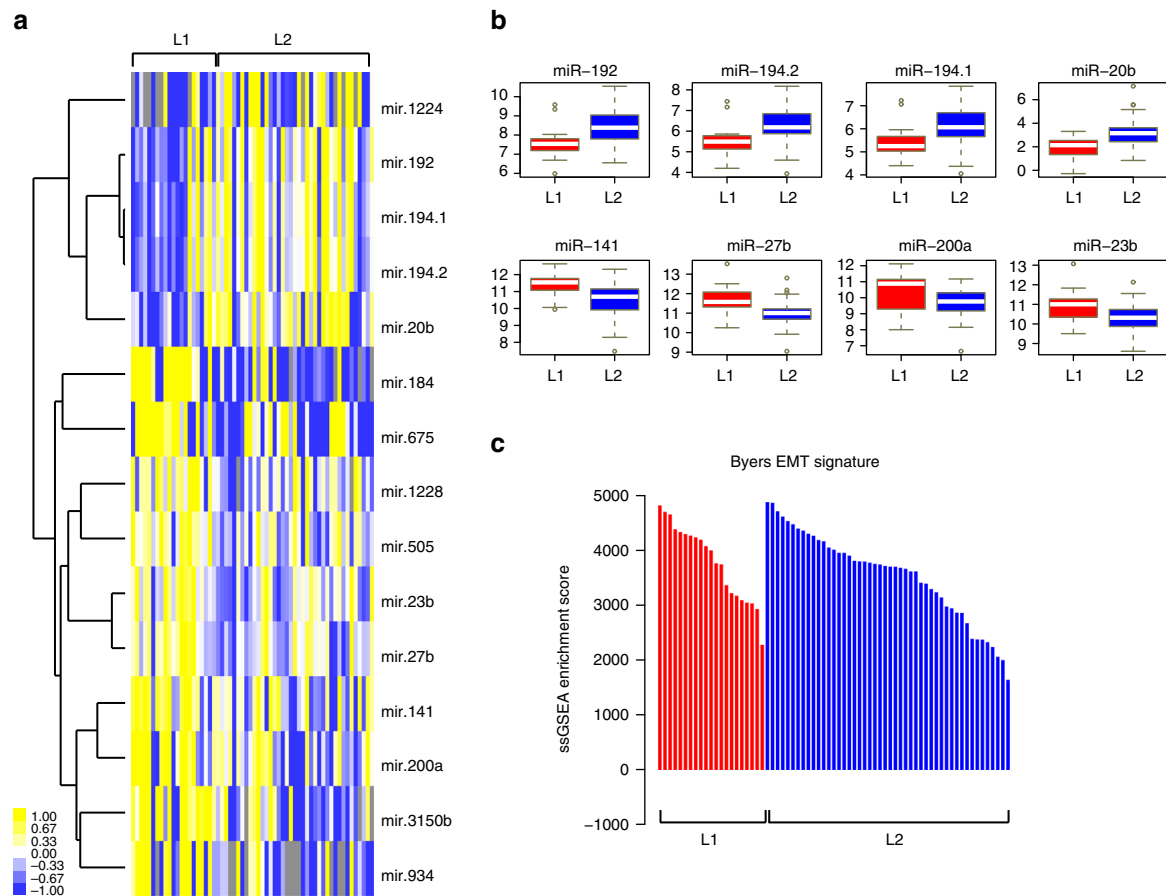 a
L1 L2
mir.1224
mir.192
mir.194.1
mir.194.2
mir.20b
mir.184
mir.675
mir.1228
mir.505
mir.23b
mir.27b
mir.141
mir.200a
mir.3150b
mir.934
1.00
0.67
0.33
0.00
−0.33
−0.67
−1.00
b
miR−192
10
9
8
7
6
L1 L2
miR−194.2
8
7
6
5
4
L1 L2
miR−194.1
7
6
5
4
L1 L2
miR−20b
6
4
2
0
L1 L2
miR−141
12
11
10
9
8
L1 L2
miR−27b
13
12
11
10
9
L1 L2
miR−200a
12
11
10
9
8
7
L1 L2
miR−23b
13
12
11
10
9
L1 L2
c
Byers EMT signature
ssGSEA enrichment score
5000
4000
3000
2000
1000
0
−1000
L1 L2